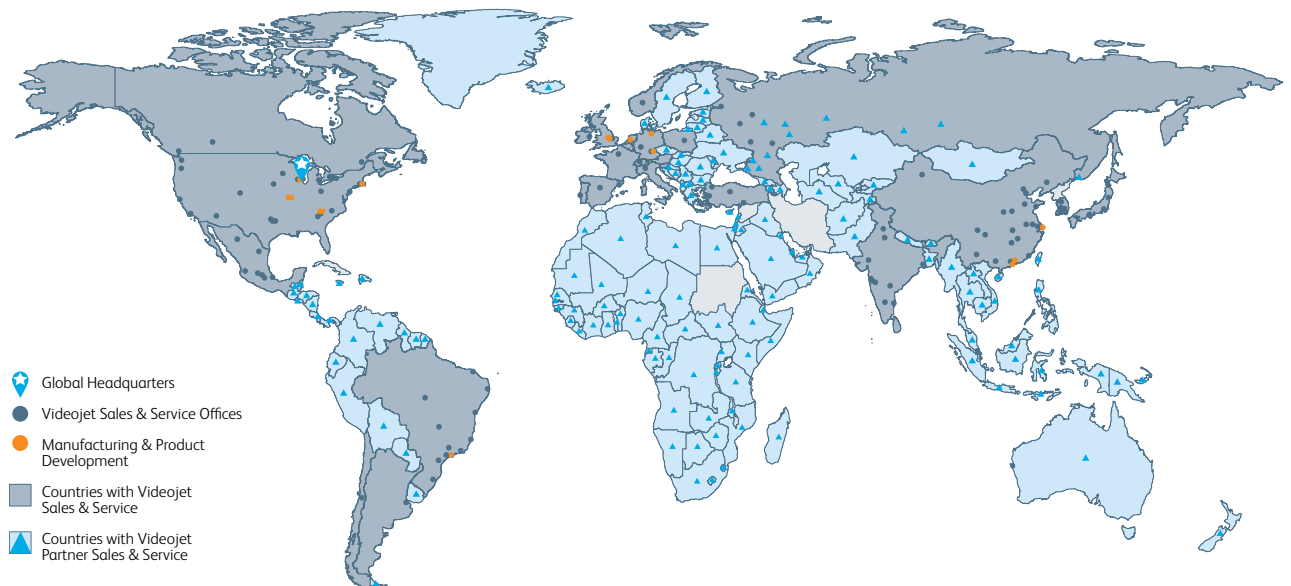 Global Headquarters
Videojet Sales & Service Offices
Manufacturing & Product
Development
Countries with Videojet
Sales & Service
Countries with Videojet
Partner Sales & Service